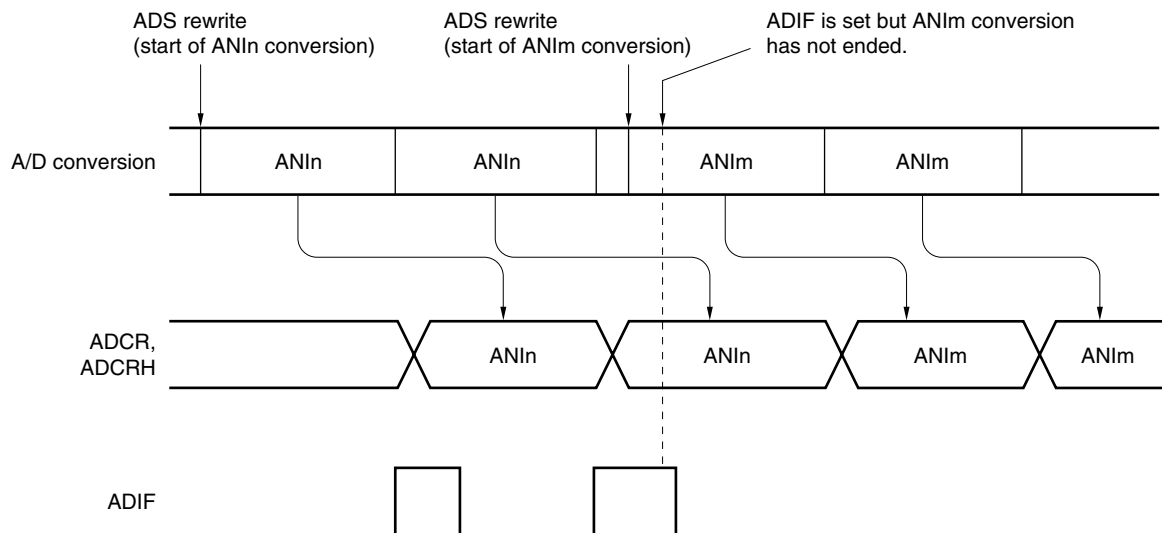 ADS rewrite
(start of ANIn conversion)
ADS rewrite
(start of ANIm conversion)
ADIF is set but ANIm conversion
has not ended.
A/D conversion
ANIn
ANIn
ANIm
ANIm
ADCR,
ADCRH
ANIn
ANIn
ANIm
ANIm
ADIF